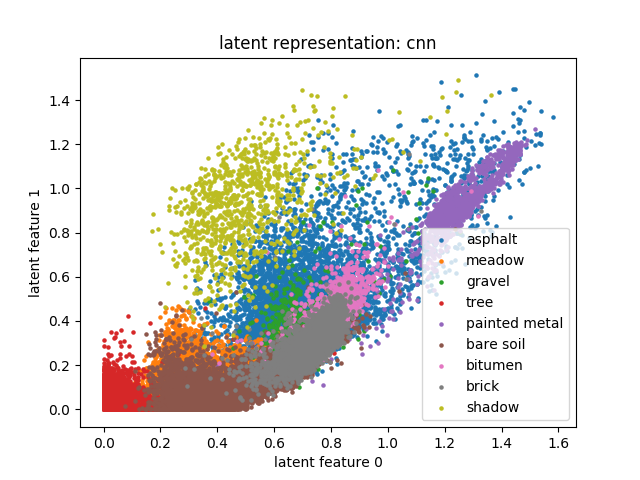 latent representation: cnn
latent feature 1
1.4
1.2
1.0
0.8
0.6
0.4
0.2
0.0
asphalt
meadow
gravel
tree
painted metal
bare soil
bitumen
brick
shadow
0.0 0.2 0.4 0.6 0.8 1.0 1.2 1.4 1.6
latent feature 0